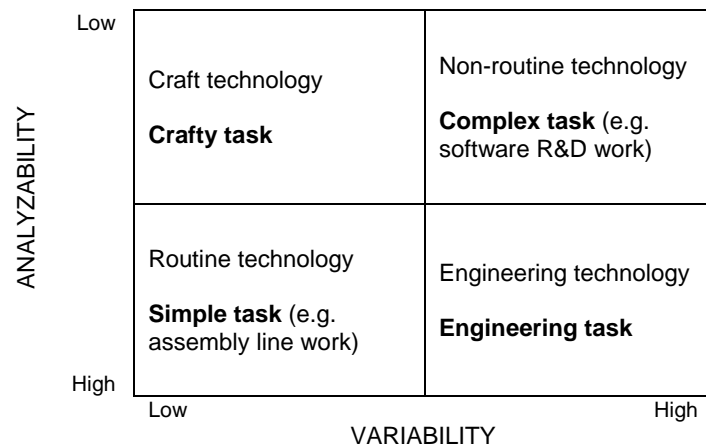 Low
Craft technology
Crafty task
Non-routine technology
Complex task (e.g.
software R&D work)
ANALYZABILITY
Routine technology
Simple task (e.g.
assembly line work)
Engineering technology
Engineering task
High
Low
High
VARIABILITY